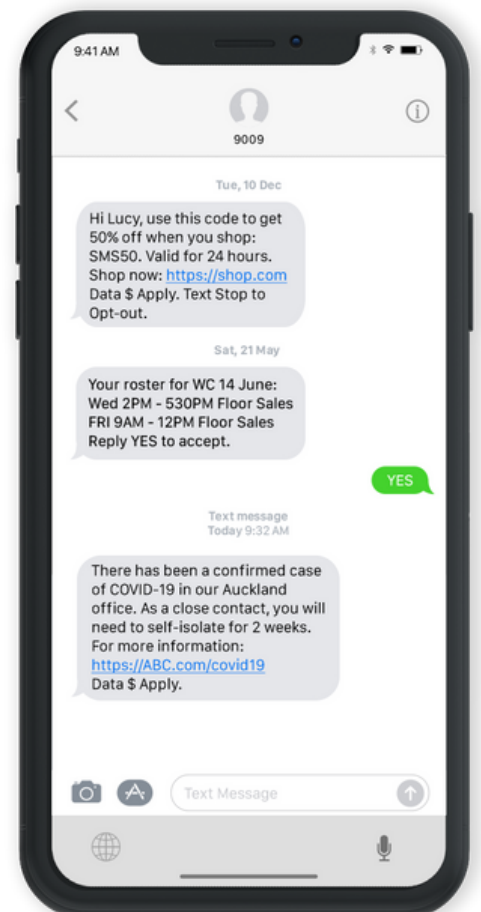 9:41 AM
9009
Tue, 10 Dec
Hi Lucy, use this code to get
50% off when you shop:
SMS50. Valid for 24 hours.
Shop now: https://shop.com
Data $ Apply. Text Stop to
Opt-out.
Sat, 21 May
Your roster for WC 14 June:
Wed 2PM - 530PM Floor Sales
FRI 9AM - 12PM Floor Sales
Reply YES to accept.
YES
Text message
Today 9:32 AM
There has been a confirmed case
of COVID-19 in our Auckland
office. As a close contact, you will
need to self-isolate for 2 weeks.
For more information:
https://ABC.com/covid19
Data $ Apply.
Text Message